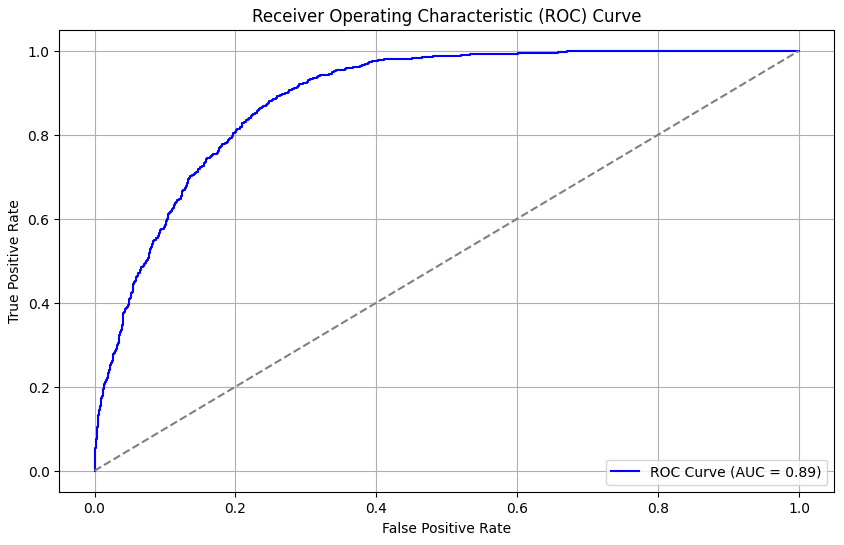 Receiver Operating Characteristic (ROC) Curve
1.0
0.8
0.6
0.4
0.2
0.0
True Positive Rate
ROC Curve (AUC = 0.89)
0.0 0.2 0.4 0.6 0.8 1.0
False Positive Rate